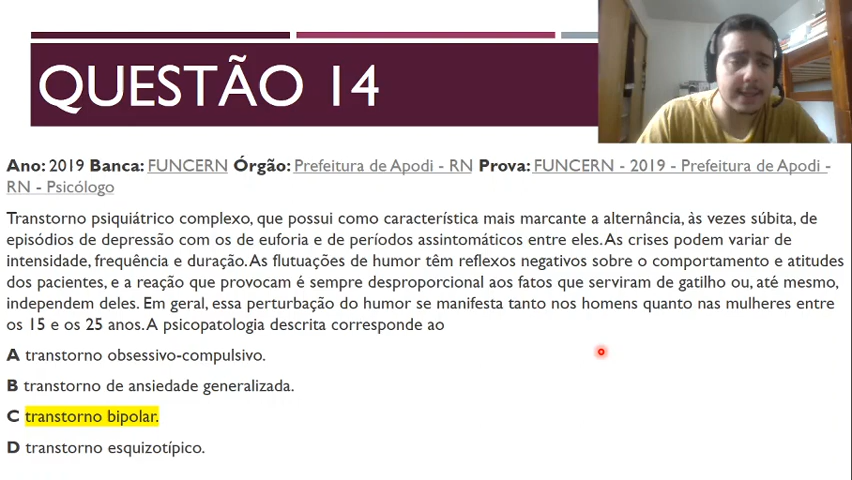 QUESTÃO 14
Ano: 2019 Banca: FUNCERN Órgão: Prefeitura de Apodi - RN Prova: FUNCERN - 2019 - Prefeitura de Apodi -
RN - Psicólogo
Transtorno psiquiátrico complexo, que possui como característica mais marcante a alternância, às vezes súbita, de
episódios de depressão com os de euforia e de períodos assintomáticos entre eles. As crises podem variar de
intensidade, frequência e duração. As flutuações de humor têm reflexos negativos sobre o comportamento e atitudes
dos pacientes, e a reação que provocam é sempre desproporcional aos fatos que serviram de gatilho ou, até mesmo,
independem deles. Em geral, essa perturbação do humor se manifesta tanto nos homens quanto nas mulheres entre
os 15 e os 25 anos. A psicopatologia descrita corresponde ao
A transtorno obsessivo-compulsivo.
B transtorno de ansiedade generalizada.
C transtorno bipolar.
D transtorno esquizotípico.